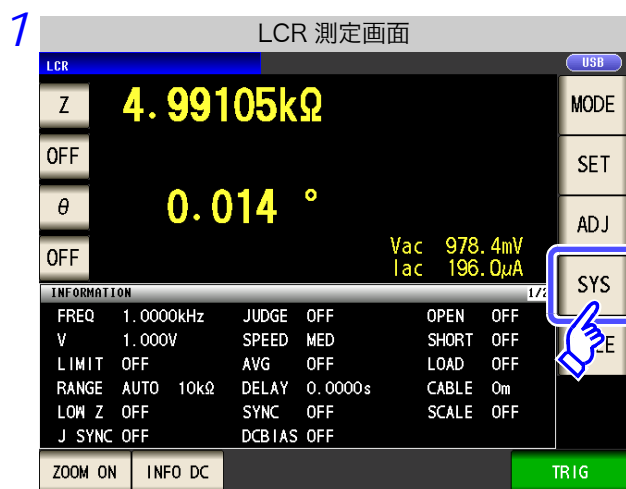 1
LCR 測定画面
LCR USB
Z 4.99105kΩ MODE
OFF SET
θ 0.014 ° ADJ
OFF Vac 978.4mV
Iac 196.0μA SYS
INFORMATION 1/2
FREQ 1.0000kHz JUDGE OFF OPEN OFF
V 1.000V SPEED MED SHORT OFF
LIMIT OFF AVG OFF LOAD OFF
RANGE AUTO 10kΩ DELAY 0.0000s CABLE 0m
LOW Z OFF SYNC OFF SCALE OFF
J SYNC OFF DCBIAS OFF
ZOOM ON INFO DC TRIG